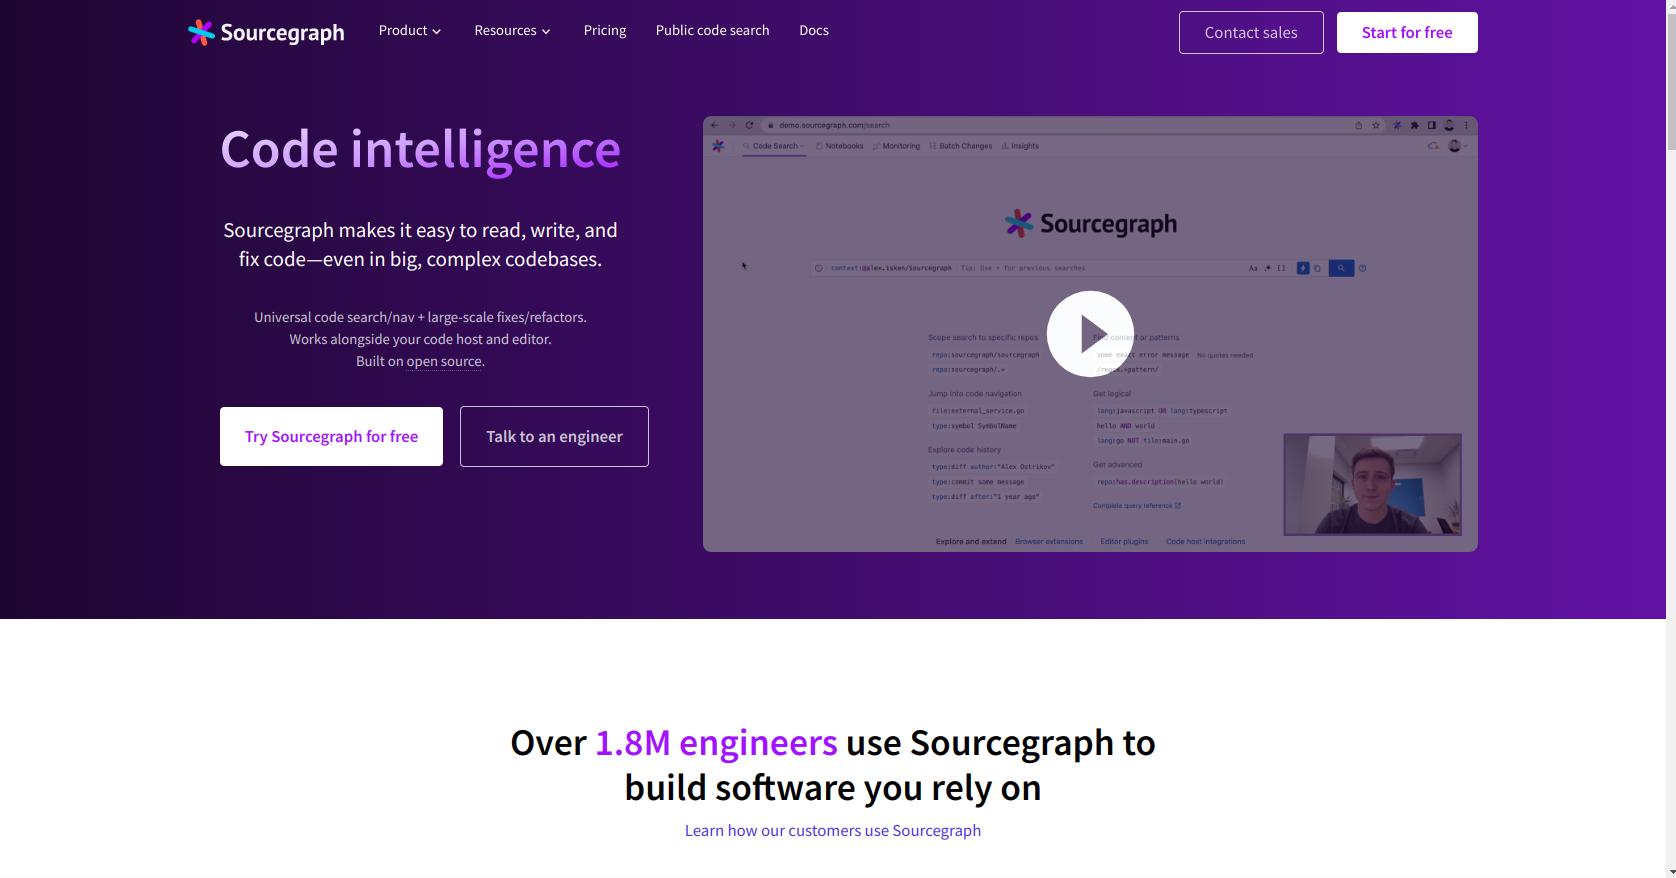 Sourcegraph
Product
Resources
Pricing
Public code search
Docs
Contact sales
Start for free
Code intelligence
Sourcegraph makes it easy to read, write, and
fix code—even in big, complex codebases.
Universal code search/nav + large-scale fixes/refactors.
Works alongside your code host and editor.
Built on open source.
Try Sourcegraph for free
Talk to an engineer
demo.sourcegraph.com/search
Code Search
Notebooks
Monitoring
Batch Changes
Insights
Sourcegraph
context:@alex.isken/Sourcegraph
Tip: Use ↑ for previous searches
Aa .* []
Scope search to specific repos
repo:sourcegraph/sourcegraph
repo:sourcegraph/.*
Jump into code navigation
file:external_service.go
type:symbol SymbolName
Explore code history
type:diff author:"Alex Ostrikov"
type:commit some message
type:diff after:"1 year ago"
Find content or patterns
some exact error message No quotes needed
/regex.*pattern/
Get logical
lang:javascript OR lang:typescript
hello AND world
lang:go NOT file:main.go
Get advanced
repo:has.description(hello world)
Complete query reference
Explore and extend
Browser extensions
Editor plugins
Code host integrations
Over 1.8M engineers use Sourcegraph to
build software you rely on
Learn how our customers use Sourcegraph